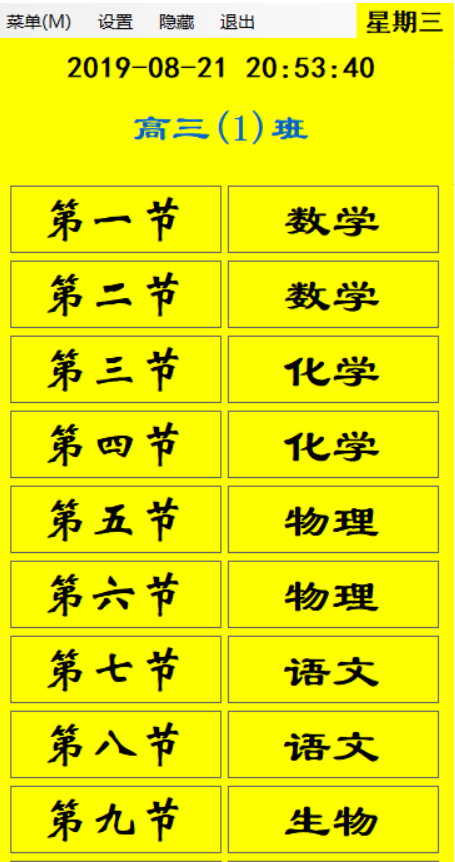 菜单(M) 设置 隐藏 退出 星期三
2019-08-21 20:53:40
高三(1)班
第一节 数学
第二节 数学
第三节 化学
第四节 化学
第五节 物理
第六节 物理
第七节 语文
第八节 语文
第九节 生物